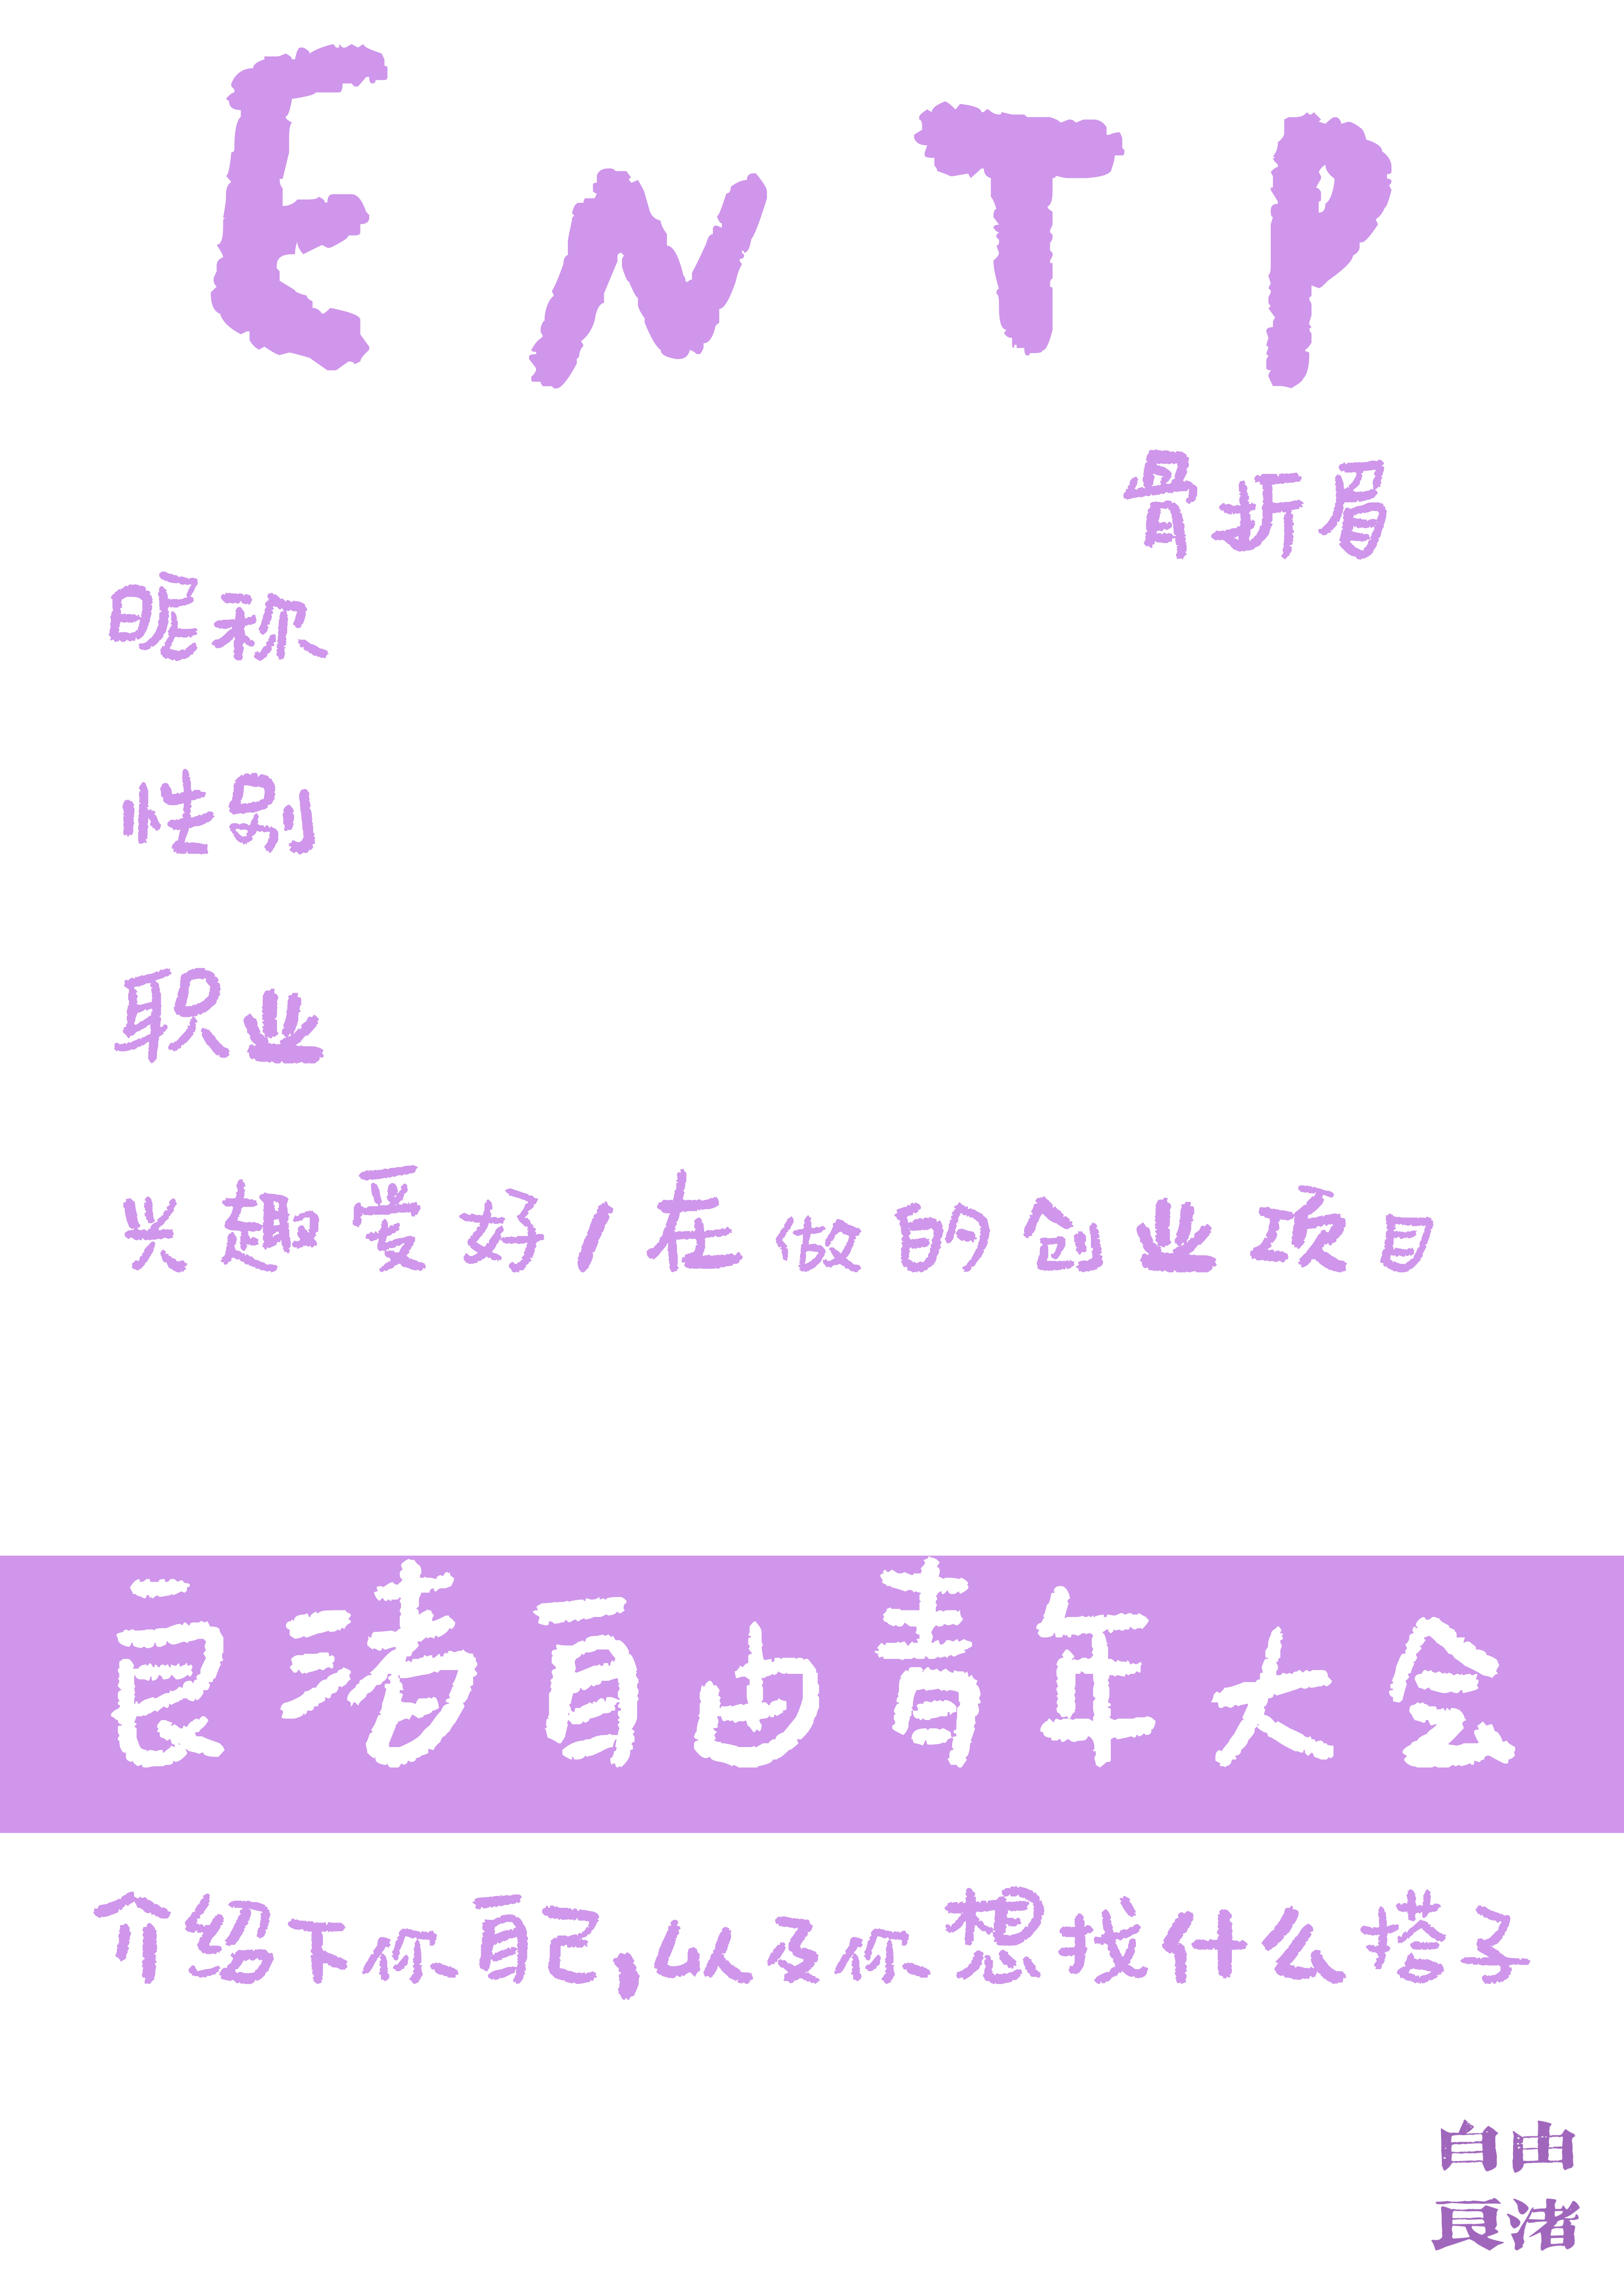 ENTP
骨折眉
昵称
性别
职业
兴趣爱好/在做的创业项目
良渚自由青年大会
介绍下你自己,以及你想找什么搭子
自由
良渚